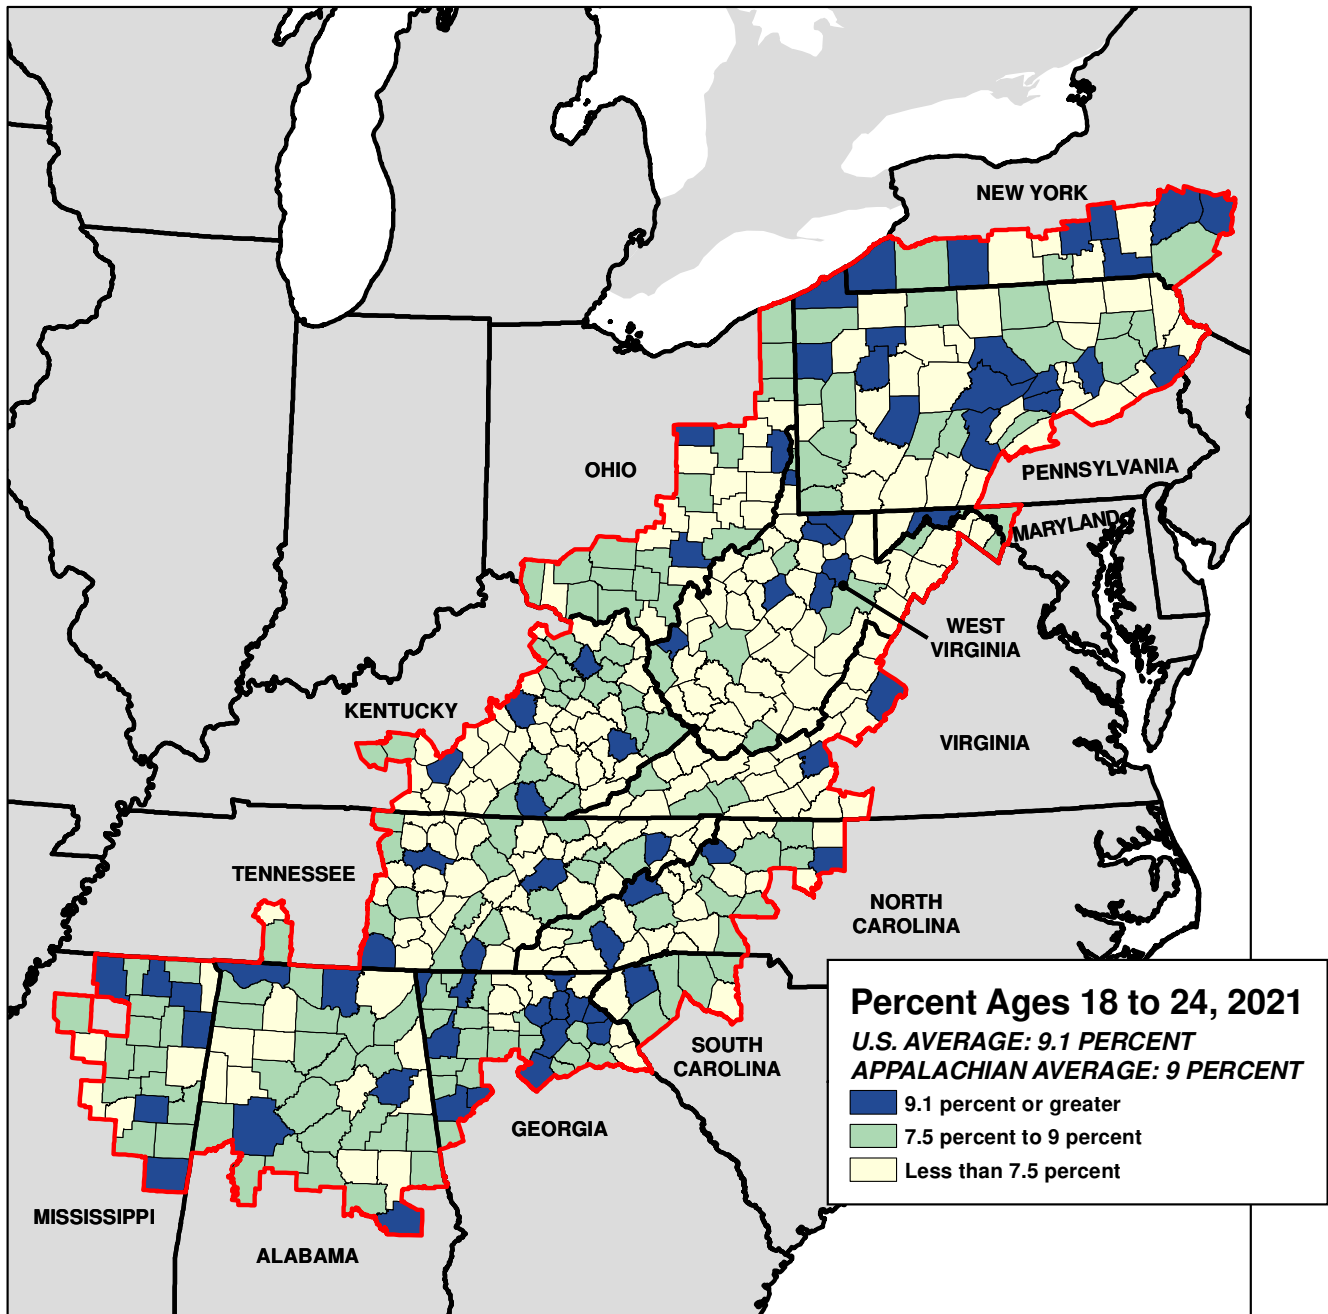 NEW YORK
OHIO
PENNSYLVANIA
MARYLAND
WEST
VIRGINIA
KENTUCKY
VIRGINIA
TENNESSEE
NORTH
CAROLINA
SOUTH
CAROLINA
GEORGIA
MISSISSIPPI
ALABAMA
Percent Ages 18 to 24, 2021
U.S. AVERAGE: 9.1 PERCENT
APPALACHIAN AVERAGE: 9 PERCENT
9.1 percent or greater
7.5 percent to 9 percent
Less than 7.5 percent